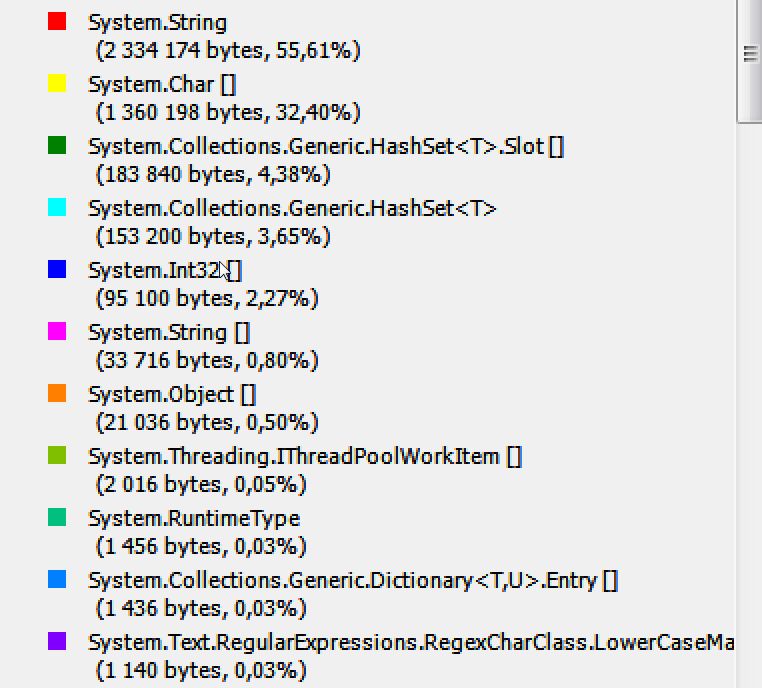 System.String
(2 334 174 bytes, 55,61%)
System.Char []
(1 360 198 bytes, 32,40%)
System.Collections.Generic.HashSet<T>.Slot []
(183 840 bytes, 4,38%)
System.Collections.Generic.HashSet<T>
(153 200 bytes, 3,65%)
System.Int32 []
(95 100 bytes, 2,27%)
System.String []
(33 716 bytes, 0,80%)
System.Object []
(21 036 bytes, 0,50%)
System.Threading.IThreadPoolWorkItem []
(2 016 bytes, 0,05%)
System.RuntimeType
(1 456 bytes, 0,03%)
System.Collections.Generic.Dictionary<T,U>.Entry []
(1 436 bytes, 0,03%)
System.Text.RegularExpressions.RegexCharClass.LowerCaseMa
(1 140 bytes, 0,03%)